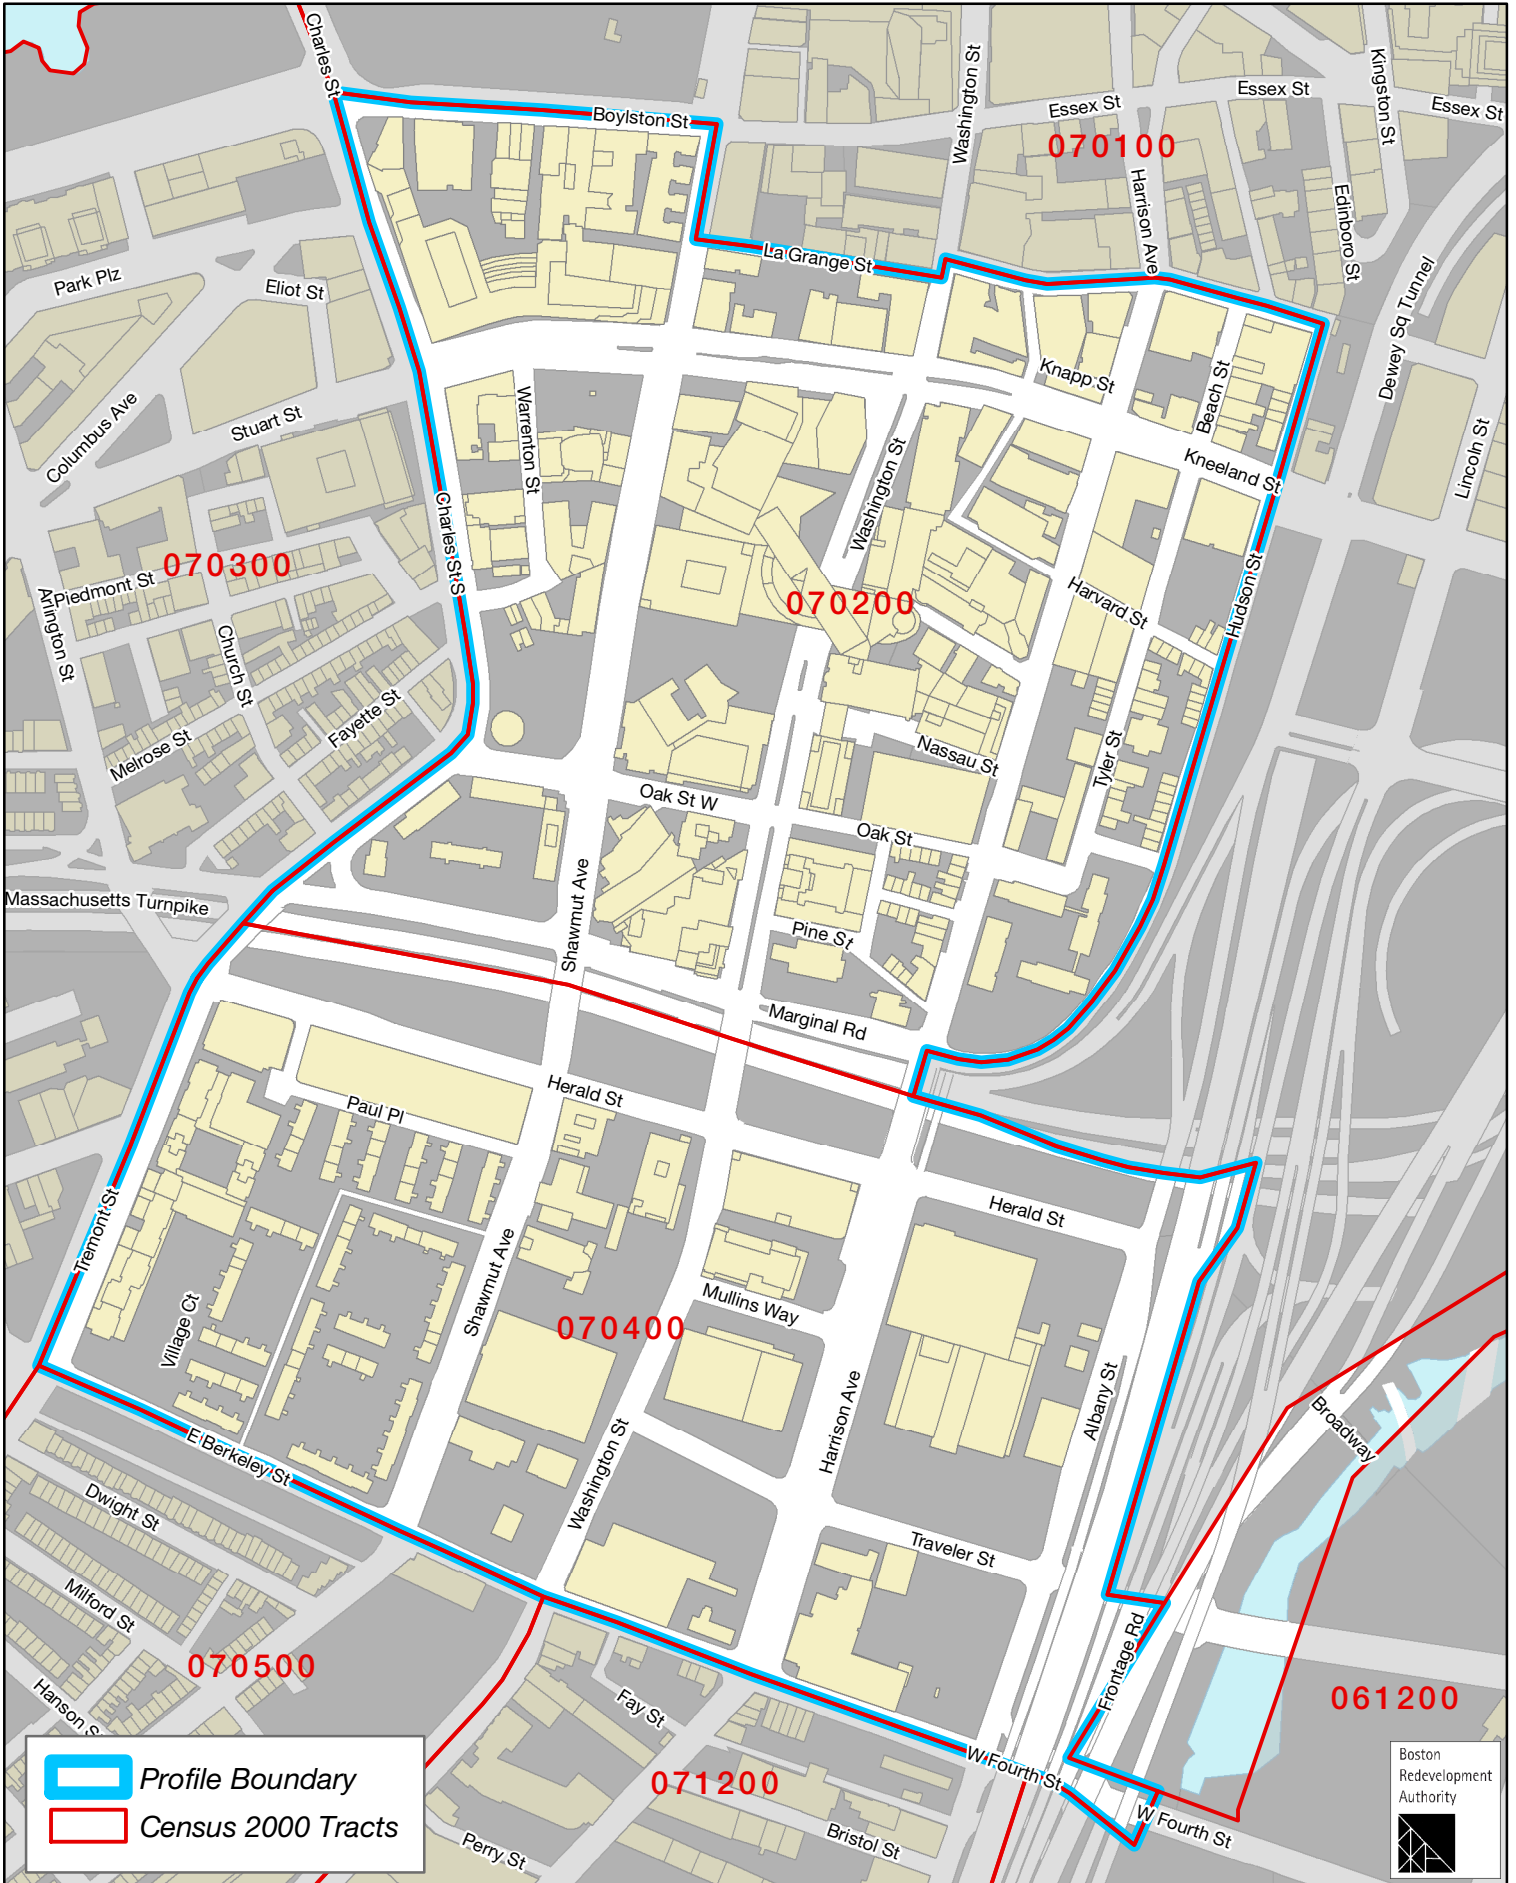 Charles St
Washington St
Kingston St
Essex St
Essex St
Essex St
Boylston St
070100
Harrison Ave
Edinboro St
La Grange St
Park Plz
Eliot St
Dewey Sq Tunnel
Knapp St
Beach St
Columbus Ave
Stuart St
Warrenton St
Washington St
Kneeland St
Lincoln St
Charles St S
070300
Piedmont St
Arlington St
070200
Harvard St
Hudson St
Church St
Fayette St
Melrose St
Nassau St
Tyler St
Oak St W
Oak St
Massachusetts Turnpike
Shawmut Ave
Pine St
Marginal Rd
Herald St
Paul Pl
Tremont St
Herald St
Shawmut Ave
Village Ct
Mullins Way
070400
Albany St
Harrison Ave
Broadway
E Berkeley St
Washington St
Dwight St
Traveler St
Milford St
070500
Frontage Rd
Hanson S
Fay St
061200
W Fourth St
071200
W Fourth St
Bristol St
Perry St
Profile Boundary
Census 2000 Tracts
Boston
Redevelopment
Authority